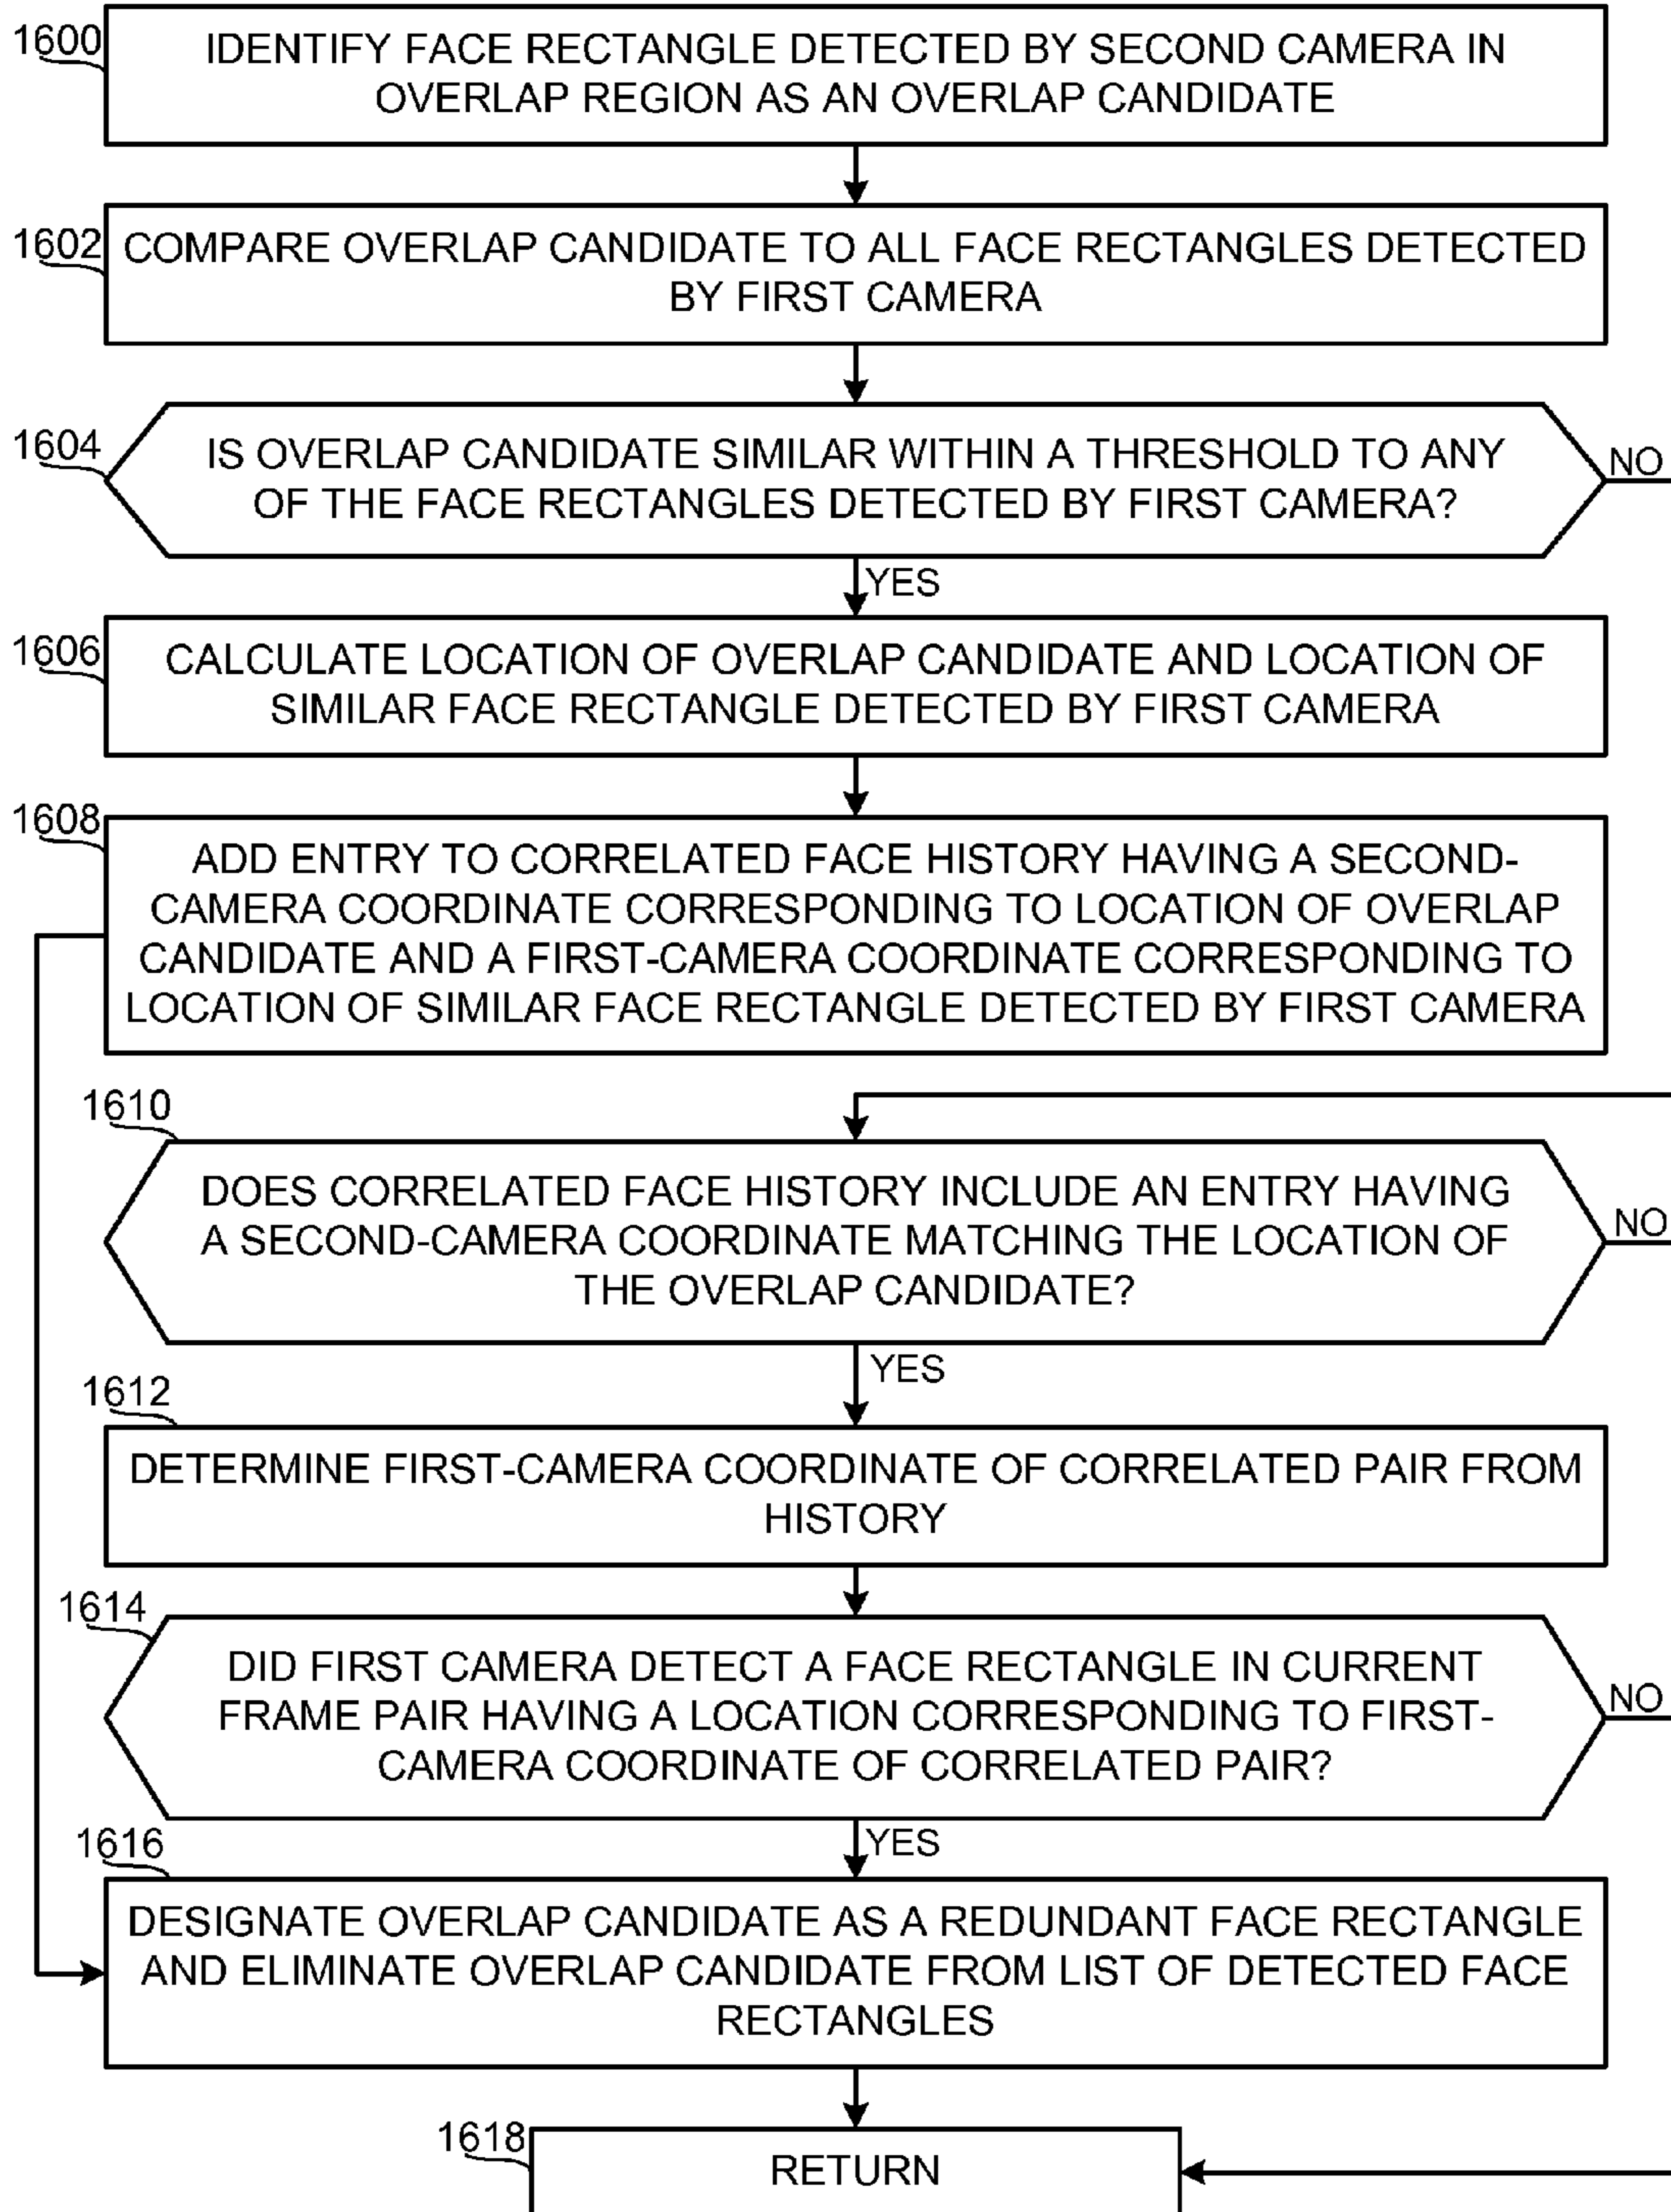 1600
IDENTIFY FACE RECTANGLE DETECTED BY SECOND CAMERA IN
OVERLAP REGION AS AN OVERLAP CANDIDATE
1602
COMPARE OVERLAP CANDIDATE TO ALL FACE RECTANGLES DETECTED
BY FIRST CAMERA
1604
IS OVERLAP CANDIDATE SIMILAR WITHIN A THRESHOLD TO ANY
OF THE FACE RECTANGLES DETECTED BY FIRST CAMERA?
NO
YES
1606
CALCULATE LOCATION OF OVERLAP CANDIDATE AND LOCATION OF
SIMILAR FACE RECTANGLE DETECTED BY FIRST CAMERA
1608
ADD ENTRY TO CORRELATED FACE HISTORY HAVING A SECOND-
CAMERA COORDINATE CORRESPONDING TO LOCATION OF OVERLAP
CANDIDATE AND A FIRST-CAMERA COORDINATE CORRESPONDING TO
LOCATION OF SIMILAR FACE RECTANGLE DETECTED BY FIRST CAMERA
1610
DOES CORRELATED FACE HISTORY INCLUDE AN ENTRY HAVING
A SECOND-CAMERA COORDINATE MATCHING THE LOCATION OF
THE OVERLAP CANDIDATE?
NO
YES
1612
DETERMINE FIRST-CAMERA COORDINATE OF CORRELATED PAIR FROM
HISTORY
1614
DID FIRST CAMERA DETECT A FACE RECTANGLE IN CURRENT
FRAME PAIR HAVING A LOCATION CORRESPONDING TO FIRST-
CAMERA COORDINATE OF CORRELATED PAIR?
NO
YES
1616
DESIGNATE OVERLAP CANDIDATE AS A REDUNDANT FACE RECTANGLE
AND ELIMINATE OVERLAP CANDIDATE FROM LIST OF DETECTED FACE
RECTANGLES
1618
RETURN